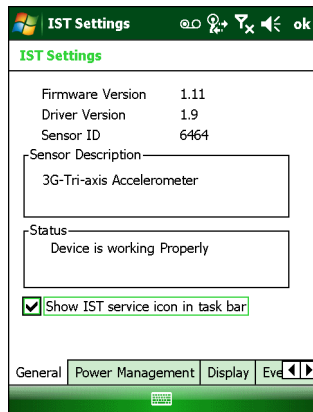 IST Settings ok
IST Settings
Firmware Version 1.11
Driver Version 1.9
Sensor ID 6464
Sensor Description
3G-Tri-axis Accelerometer
Status
Device is working Properly
Show IST service icon in task bar
General Power Management Display Eve